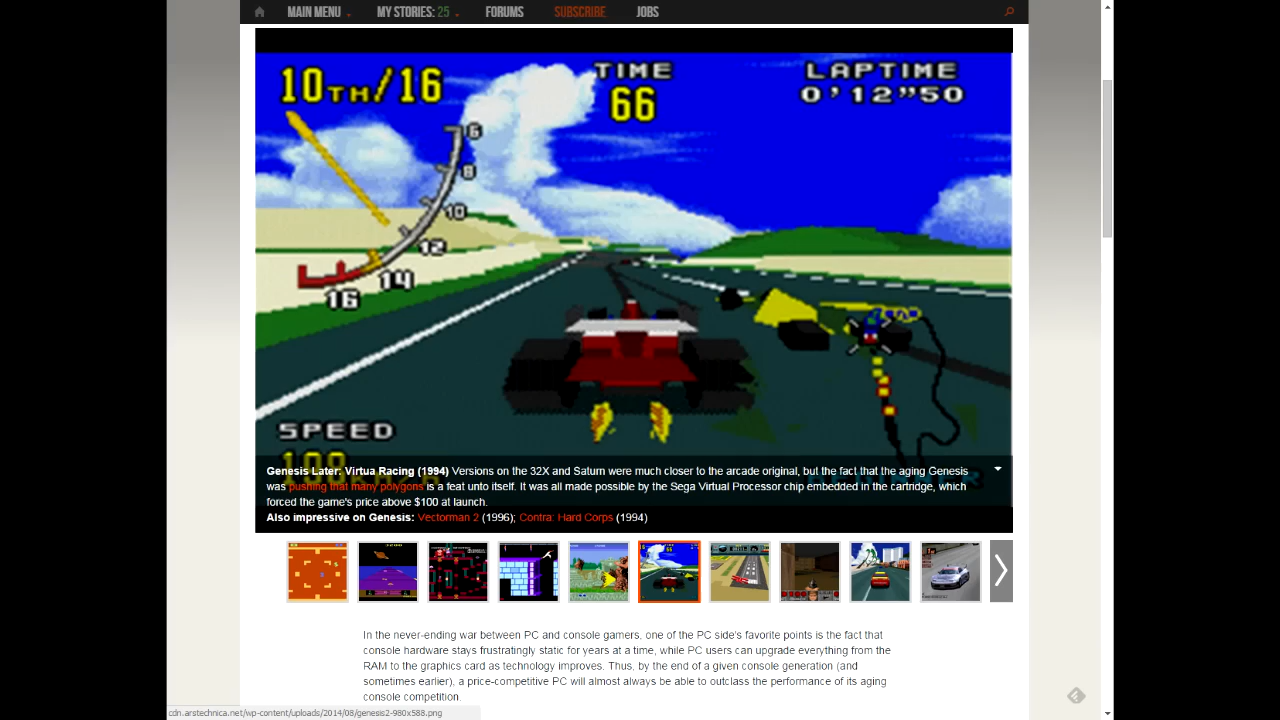 MAIN MENU MY STORIES: 25 FORUMS SUBSCRIBE JOBS
10TH/16 TIME LAPTIME
66 0'12"50
6
8
10
12
14
16
SPEED
Genesis Later: Virtua Racing (1994) Versions on the 32X and Saturn were much closer to the arcade original, but the fact that the aging Genesis
was pushing that many polygons is a feat unto itself. It was all made possible by the Sega Virtual Processor chip embedded in the cartridge, which
forced the game's price above $100 at launch.
Also impressive on Genesis: Vectorman 2 (1996); Contra: Hard Corps (1994)
In the never-ending war between PC and console gamers, one of the PC side's favorite points is the fact that
console hardware stays frustratingly static for years at a time, while PC users can upgrade everything from the
RAM to the graphics card as technology improves. Thus, by the end of a given console generation (and
sometimes earlier), a price-competitive PC will almost always be able to outclass the performance of its aging
console competition.
cdn.arstechnica.net/wp-content/uploads/2014/08/genesis2-980x588.png